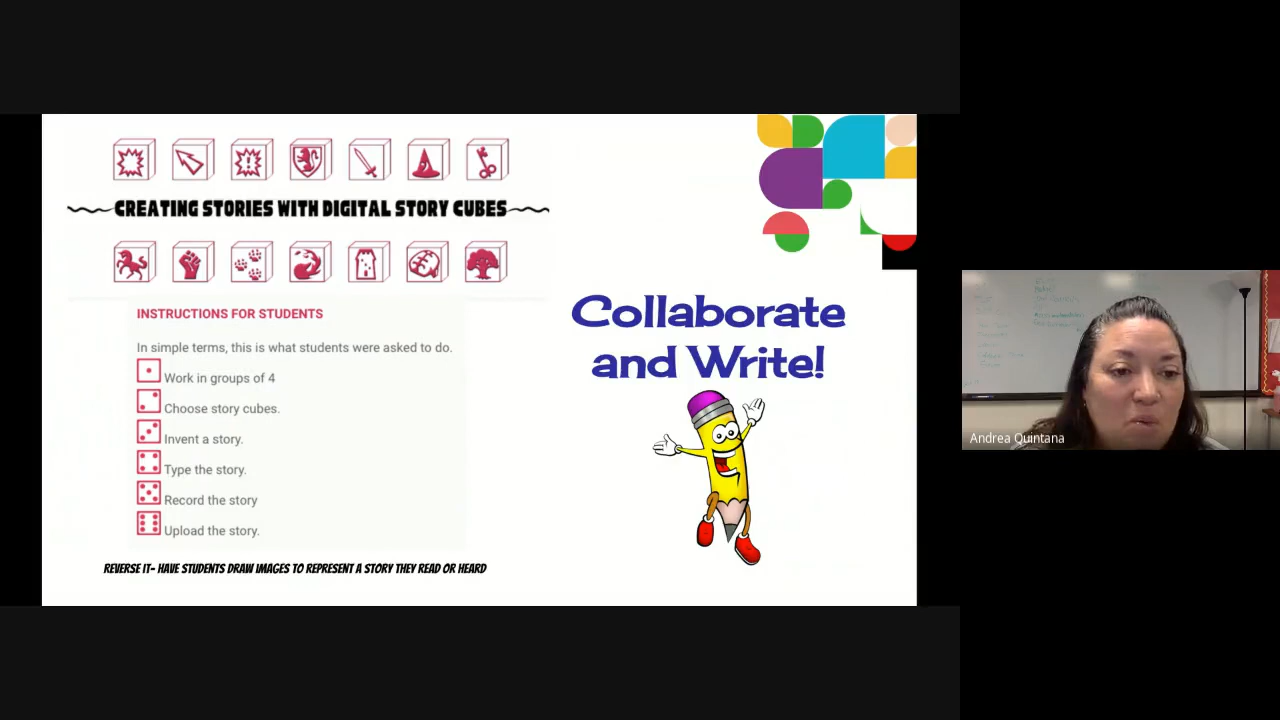 CREATING STORIES WITH DIGITAL STORY CUBES
INSTRUCTIONS FOR STUDENTS
In simple terms, this is what students were asked to do.
Work in groups of 4
Choose story cubes.
Invent a story.
Type the story.
Record the story
Upload the story.
REVERSE IT- HAVE STUDENTS DRAW IMAGES TO REPRESENT A STORY THEY READ OR HEARD
Collaborate
and Write!
Andrea Quintana